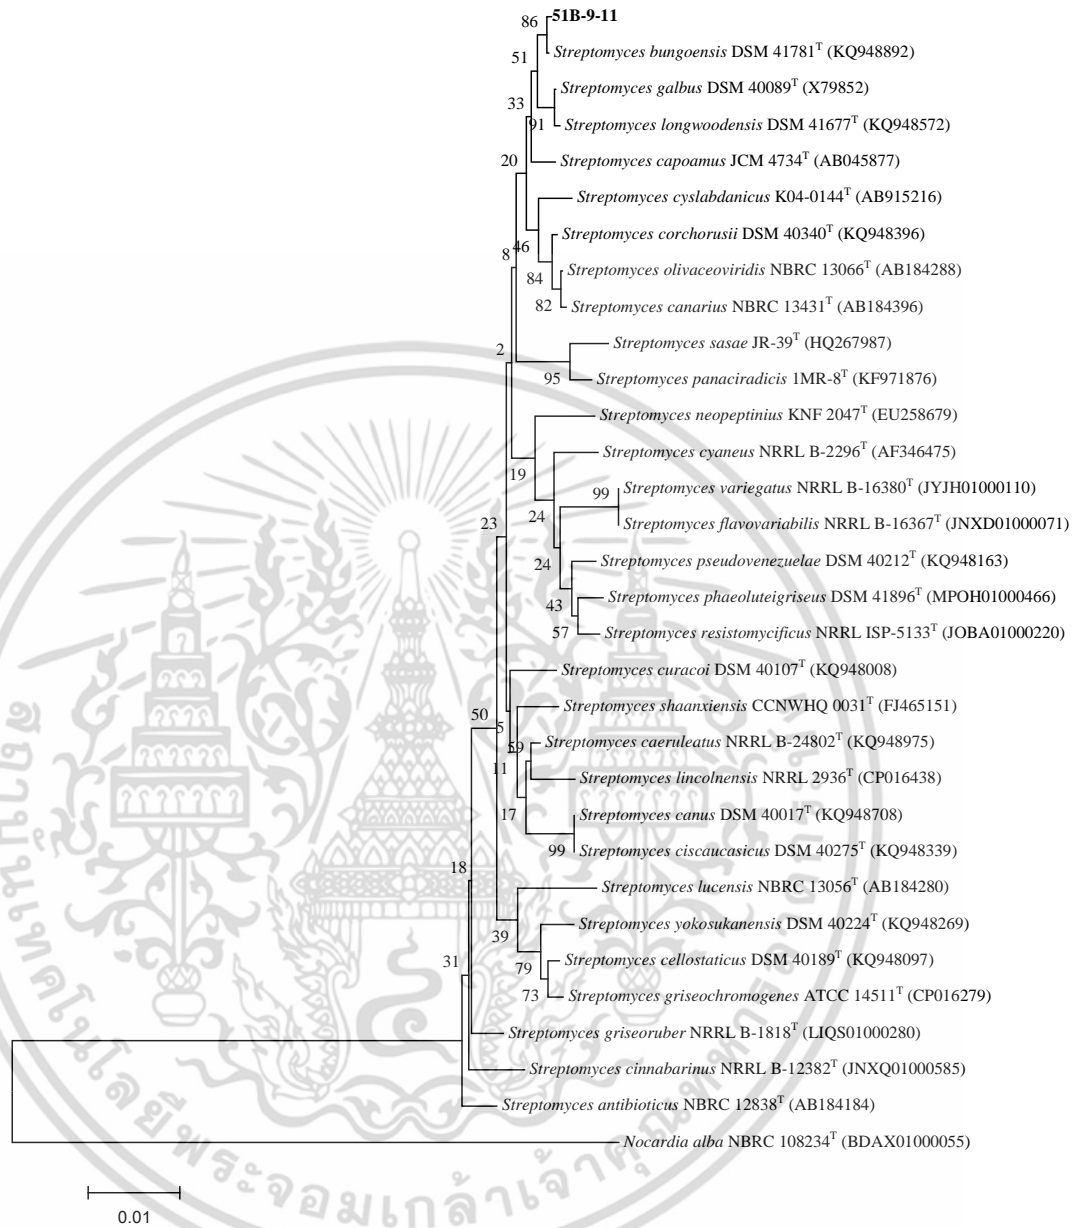 51B-9-11
86
Streptomyces bungoensis DSM 41781T (KQ948892)
51
Streptomyces galbus DSM 40089T (X79852)
33
91
Streptomyces longwoodensis DSM 41677T (KQ948572)
20
Streptomyces capoamus JCM 4734T (AB045877)
Streptomyces cyslabdanicus K04-0144T (AB915216)
Streptomyces corchorusii DSM 40340T (KQ948396)
8
46
Streptomyces olivaceoviridis NBRC 13066T (AB184288)
84
82
Streptomyces canarius NBRC 13431T (AB184396)
Streptomyces sasae JR-39T (HQ267987)
2
95
Streptomyces panaciradicis 1MR-8T (KF971876)
Streptomyces neopeptinius KNF 2047T (EU258679)
Streptomyces cyaneus NRRL B-2296T (AF346475)
19
99
Streptomyces variegatus NRRL B-16380T (JYJH01000110)
24
23
Streptomyces flavovariabilis NRRL B-16367T (JNXD01000071)
24
Streptomyces pseudovenezuelae DSM 40212T (KQ948163)
43
Streptomyces phaeoluteigriseus DSM 41896T (MPOH01000466)
57
Streptomyces resistomycificus NRRL ISP-5133T (JOBA01000220)
Streptomyces curacoi DSM 40107T (KQ948008)
50
5
Streptomyces shaanxiensis CCNWHQ 0031T (FJ465151)
59
Streptomyces caeruleatus NRRL B-24802T (KQ948975)
11
Streptomyces lincolnensis NRRL 2936T (CP016438)
17
Streptomyces canus DSM 40017T (KQ948708)
99
Streptomyces ciscaucasicus DSM 40275T (KQ948339)
18
Streptomyces lucensis NBRC 13056T (AB184280)
Streptomyces yokosukanensis DSM 40224T (KQ948269)
39
31
79
Streptomyces cellostaticus DSM 40189T (KQ948097)
73
Streptomyces griseochromogenes ATCC 14511T (CP016279)
Streptomyces griseoruber NRRL B-1818T (LIQS01000280)
Streptomyces cinnabarinus NRRL B-12382T (JNXQ01000585)
Streptomyces antibioticus NBRC 12838T (AB184184)
Nocardia alba NBRC 108234T (BDAX01000055)
0.01